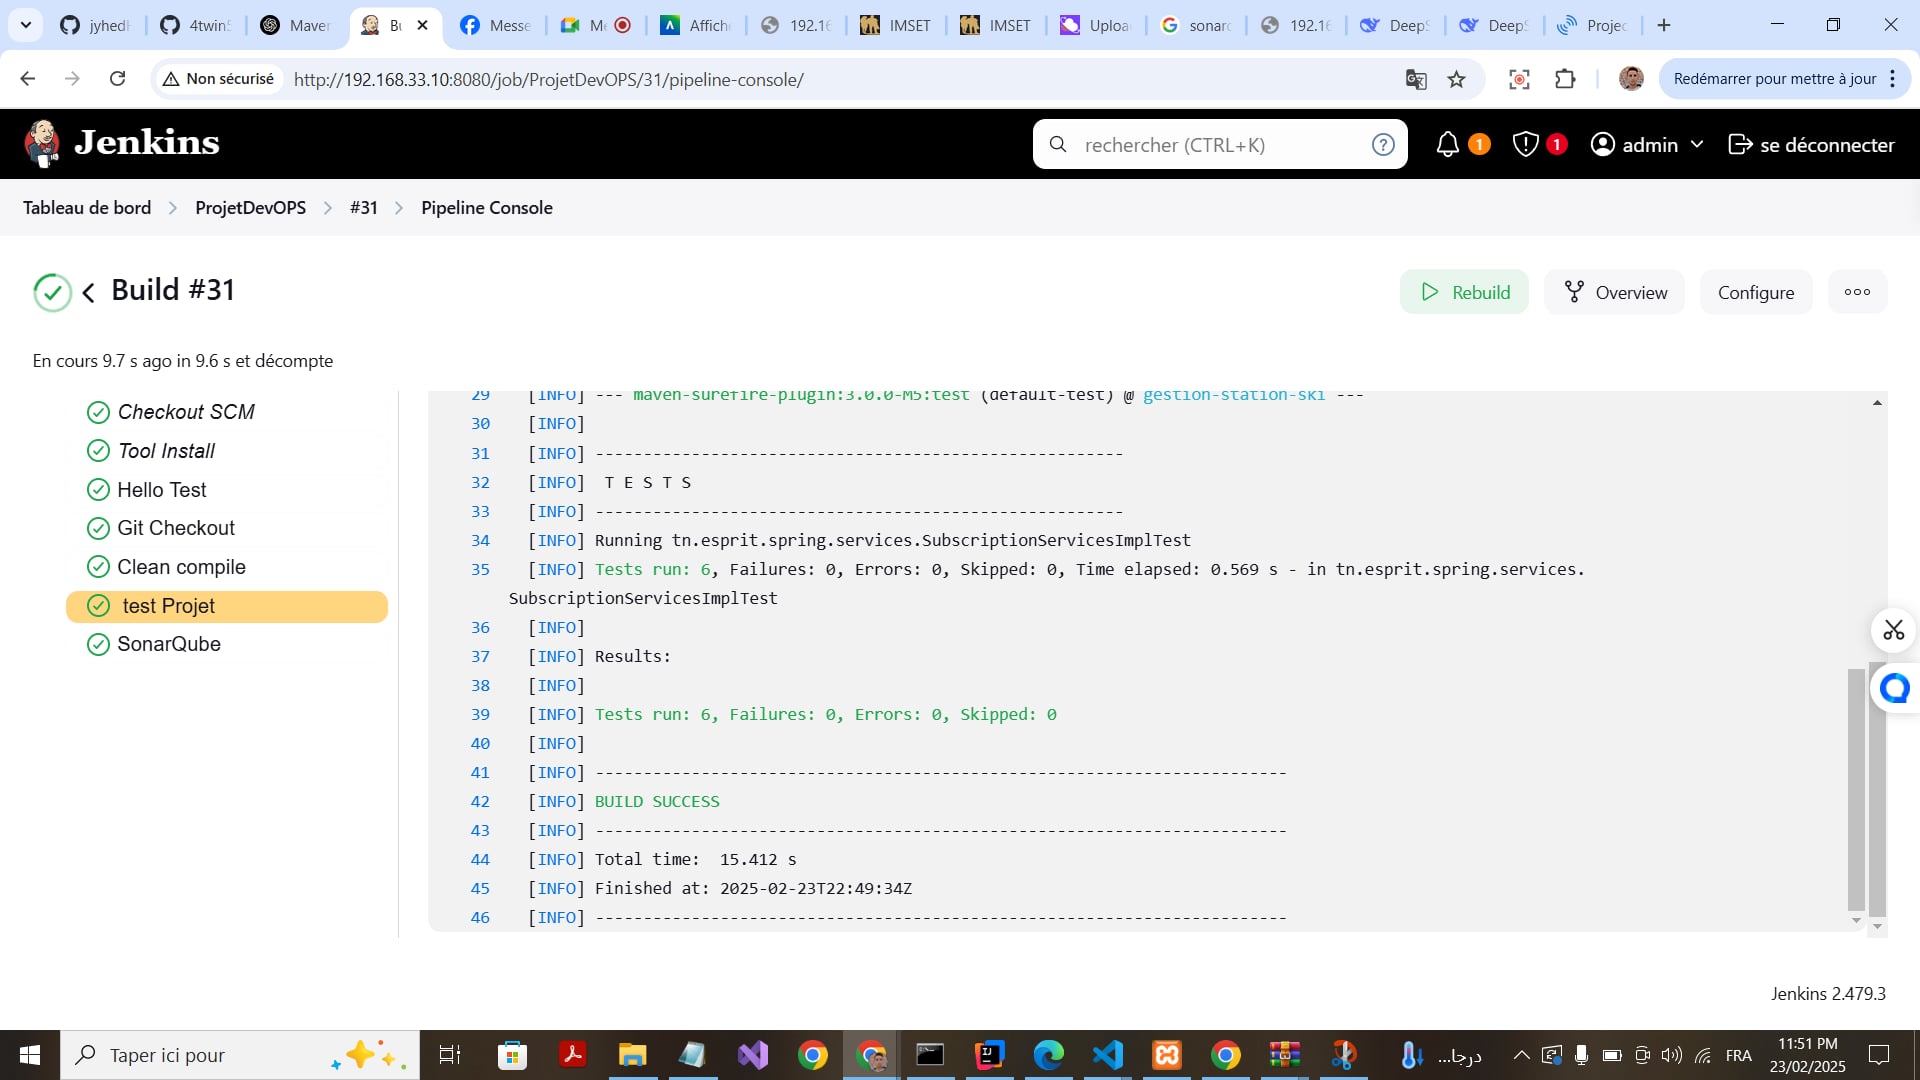 jyhed
4twin
Maver
Bu
Messe
Me
Affiche
192.16
IMSET
IMSET
Uploa
sonarc
192.16
DeepS
DeepS
Projec
Non sécurisé
http://192.168.33.10:8080/job/ProjetDevOPS/31/pipeline-console/
Redémarrer pour mettre à jour
Jenkins
rechercher (CTRL+K)
?
1
1
admin
se déconnecter
Tableau de bord
ProjetDevOPS
#31
Pipeline Console
Build #31
Rebuild
Overview
Configure
En cours 9.7 s ago in 9.6 s et décompte
Checkout SCM
Tool Install
Hello Test
Git Checkout
Clean compile
test Projet
SonarQube
29 [INFO] --- maven-surefire-plugin:3.0.0-M5:test (default-test) @ gestion-station-ski ---
30 [INFO]
31 [INFO] -------------------------------------------------------
32 [INFO]  T E S T S
33 [INFO] -------------------------------------------------------
34 [INFO] Running tn.esprit.spring.services.SubscriptionServicesImplTest
35 [INFO] Tests run: 6, Failures: 0, Errors: 0, Skipped: 0, Time elapsed: 0.569 s - in tn.esprit.spring.services.
SubscriptionServicesImplTest
36 [INFO]
37 [INFO] Results:
38 [INFO]
39 [INFO] Tests run: 6, Failures: 0, Errors: 0, Skipped: 0
40 [INFO]
41 [INFO] ------------------------------------------------------------------------
42 [INFO] BUILD SUCCESS
43 [INFO] ------------------------------------------------------------------------
44 [INFO] Total time:  15.412 s
45 [INFO] Finished at: 2025-02-23T22:49:34Z
46 [INFO] ------------------------------------------------------------------------
Jenkins 2.479.3
Taper ici pour
درجا...
FRA
11:51 PM
23/02/2025